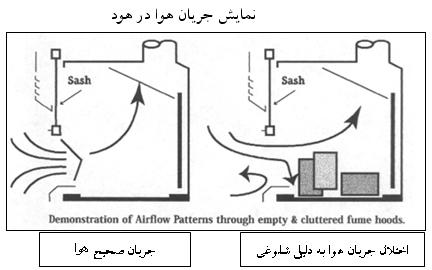 نمایش جریان هوا در هود
Sash
Sash
Demonstration of Airflow Patterns through empty & cluttered fume hoods.
جریان صحیح هوا
اختلال جریان هوا به دلیل شلوغی